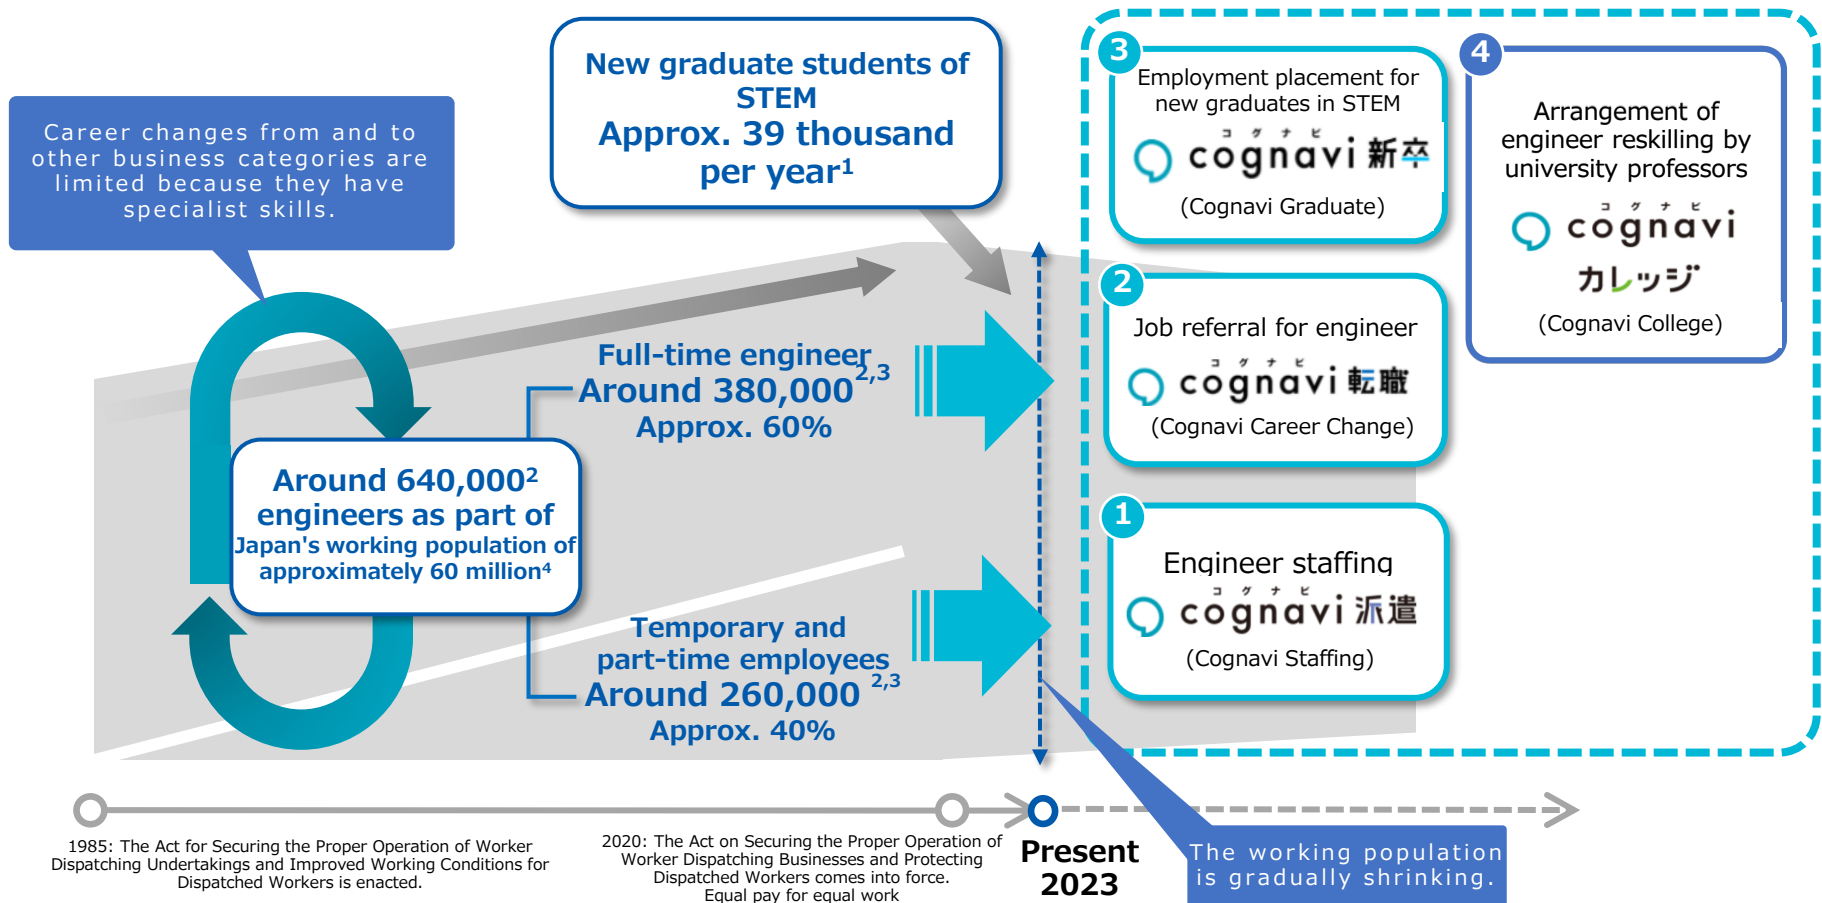 Career changes from and to
other business categories are
limited because they have
specialist skills.
New graduate students of
STEM
Approx. 39 thousand
per year1
3
Employment placement for
new graduates in STEM
コグナビ
cognavi 新卒
(Cognavi Graduate)
4
Arrangement of
engineer reskilling by
university professors
コグナビ
cognavi
カレッジ
(Cognavi College)
2
Job referral for engineer
コグナビ
cognavi 転職
(Cognavi Career Change)
1
Engineer staffing
コグナビ
cognavi 派遣
(Cognavi Staffing)
Full-time engineer
Around 380,000 2,3
Approx. 60%
Around 640,0002
engineers as part of
Japan's working population of
approximately 60 million4
Temporary and
part-time employees
Around 260,000 2,3
Approx. 40%
1985: The Act for Securing the Proper Operation of Worker
Dispatching Undertakings and Improved Working Conditions for
Dispatched Workers is enacted.
2020: The Act on Securing the Proper Operation of
Worker Dispatching Businesses and Protecting
Dispatched Workers comes into force.
Equal pay for equal work
Present
2023
The working population
is gradually shrinking.